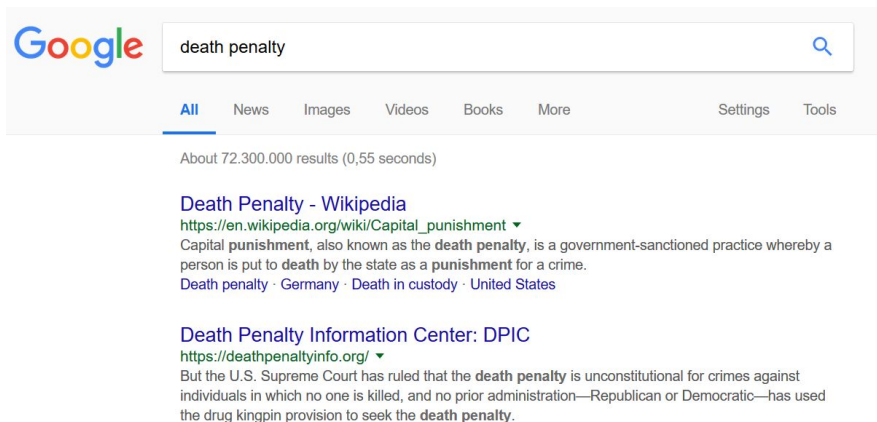 Google
death penalty
All News Images Videos Books More Settings Tools
About 72.300.000 results (0,55 seconds)
Death Penalty - Wikipedia
https://en.wikipedia.org/wiki/Capital_punishment
Capital punishment, also known as the death penalty, is a government-sanctioned practice whereby a
person is put to death by the state as a punishment for a crime.
Death penalty · Germany · Death in custody · United States
Death Penalty Information Center: DPIC
https://deathpenaltyinfo.org/
But the U.S. Supreme Court has ruled that the death penalty is unconstitutional for crimes against
individuals in which no one is killed, and no prior administration—Republican or Democratic—has used
the drug kingpin provision to seek the death penalty.